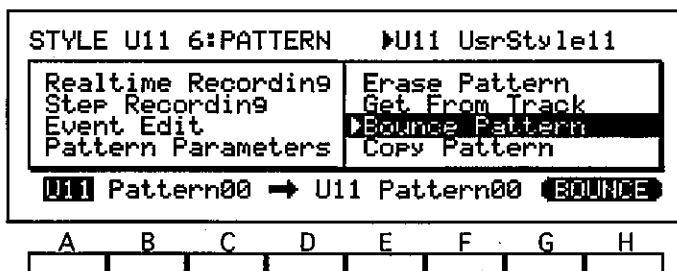 STYLE U11 6:PATTERN ▶U11 UsrStyle11
Realtime Recording
Step Recording
Event Edit
Pattern Parameters
Erase Pattern
Get From Track
▶Bounce Pattern
Copy Pattern
U11 Pattern00 ➡ U11 Pattern00 BOUNCE
A B C D E F G H